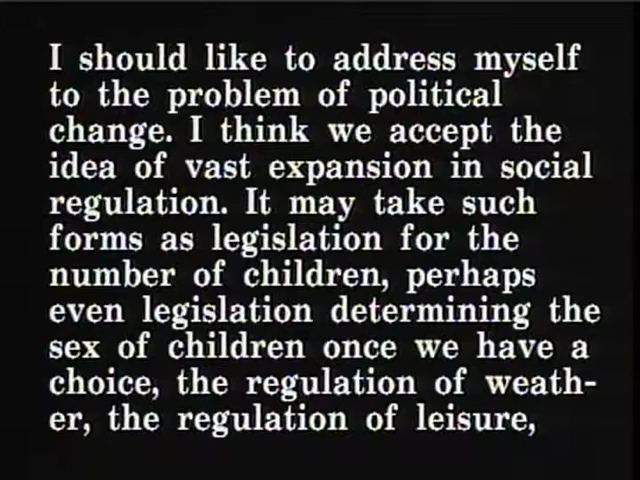 I should like to address myself
to the problem of political
change. I think we accept the
idea of vast expansion in social
regulation. It may take such
forms as legislation for the
number of children, perhaps
even legislation determining the
sex of children once we have a
choice, the regulation of weath-
er, the regulation of leisure,